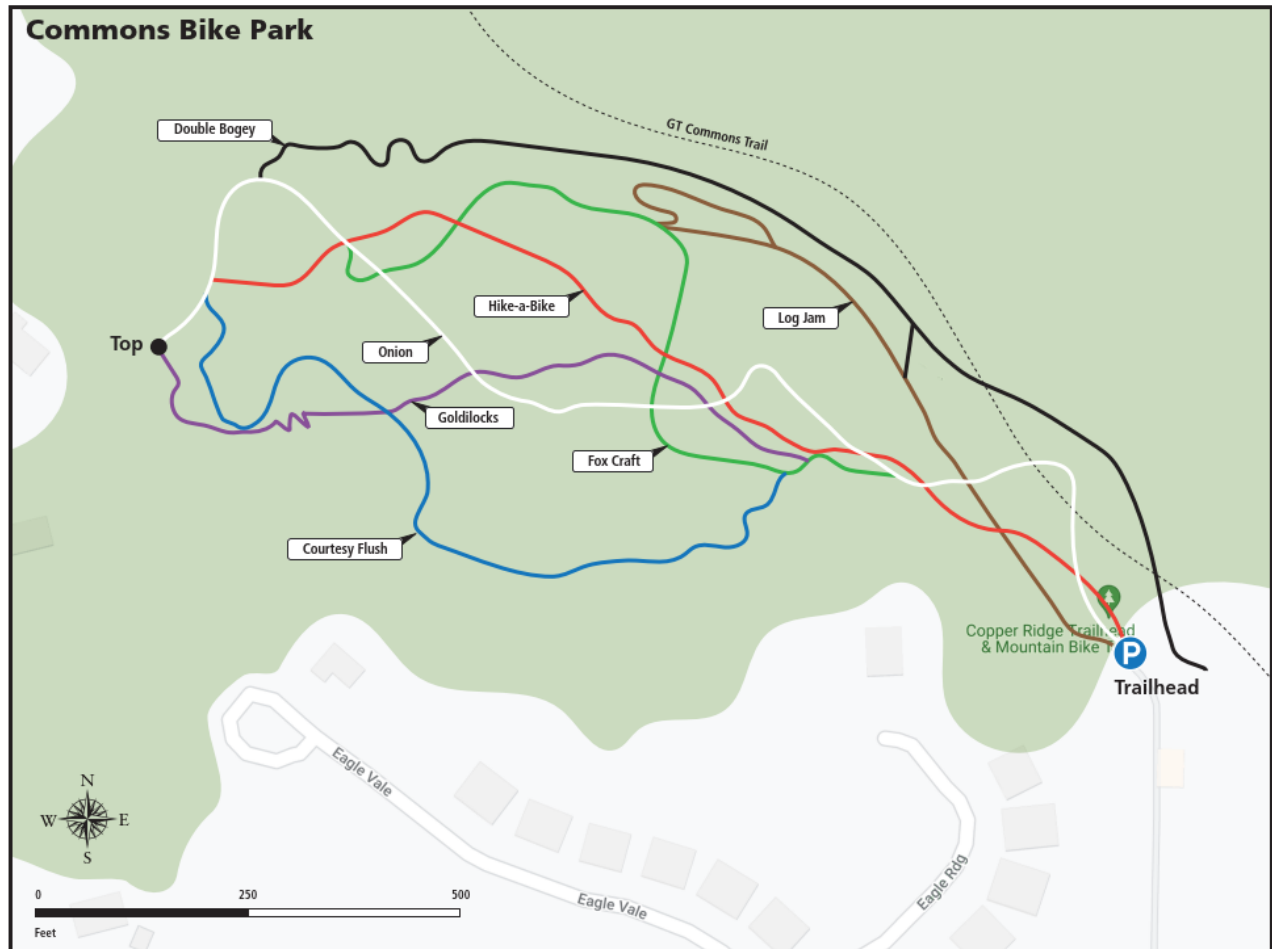 Commons Bike Park
Double Bogey
GT Commons Trail
Hike-a-Bike
Log Jam
Top
Onion
Goldilocks
Fox Craft
Courtesy Flush
Copper Ridge Trailhead
& Mountain Bike
P
Trailhead
Eagle Vale
Eagle Vale
Eagle Rdg
N
W E
S
0 250 500
Feet